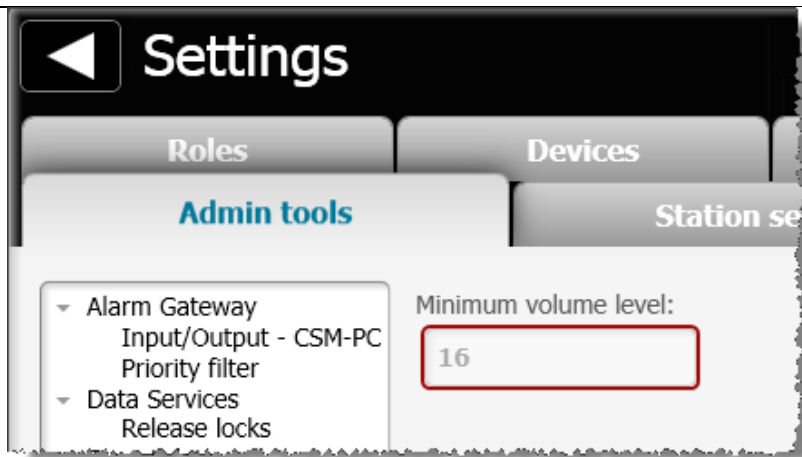 Settings
Roles
Devices
Admin tools
Station se
Alarm Gateway
Input/Output - CSM-PC
Priority filter
Data Services
Release locks
Minimum volume level:
16